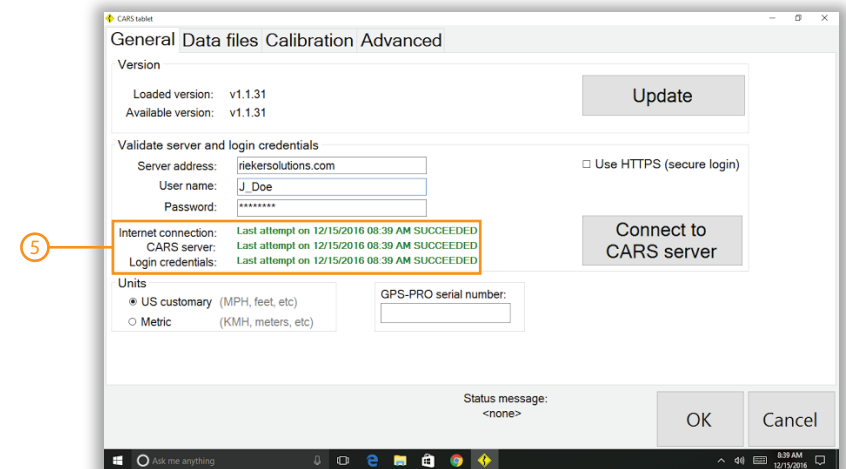 CARS tablet
General Data files Calibration Advanced
Version
Loaded version: v1.1.31
Available version: v1.1.31
Update
Validate server and login credentials
Server address: riekersolutions.com
Use HTTPS (secure login)
User name: J_Doe
Password: ********
Internet connection: Last attempt on 12/15/2016 08:39 AM SUCCEEDED
CARS server: Last attempt on 12/15/2016 08:39 AM SUCCEEDED
Login credentials: Last attempt on 12/15/2016 08:39 AM SUCCEEDED
5
Connect to
CARS server
Units
US customary (MPH, feet, etc)
Metric (KMH, meters, etc)
GPS-PRO serial number:
Status message:
<none>
OK
Cancel
Ask me anything
8:39 AM
12/15/2016